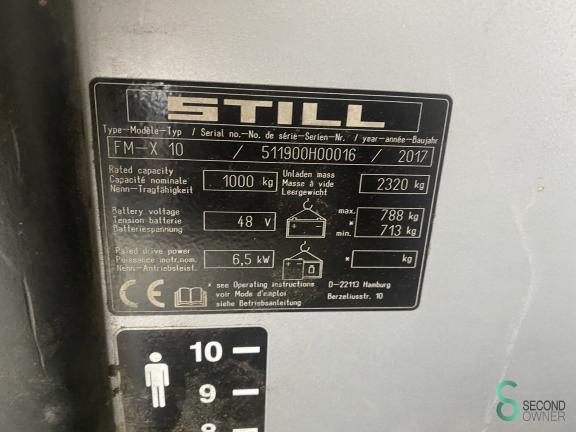 STILL
Type-Modèle-Typ / Serial no.-No. de série-Serien-Nr. / year-année-Baujahr
FM-X 10 / 511900H00016 / 2017
Rated capacity
Capacité nominale
Nenn-Tragfähigkeit
1000 kg
Unladen mass
Masse à vide
Leergewicht
2320 kg
Battery voltage
Tension batterie
Batteriespannung
48 V
max. 788 kg
*
min. 713 kg
Rated drive power
Puissance motr.nom.
Nenn-Antriebsleist.
6,5 kW
* kg
CE
* see Operating instructions
voir Mode d'emploi
siehe Betriebsanleitung
D-22113 Hamburg
Berzeliusstr. 10
10
9
8
SECOND
OWNER